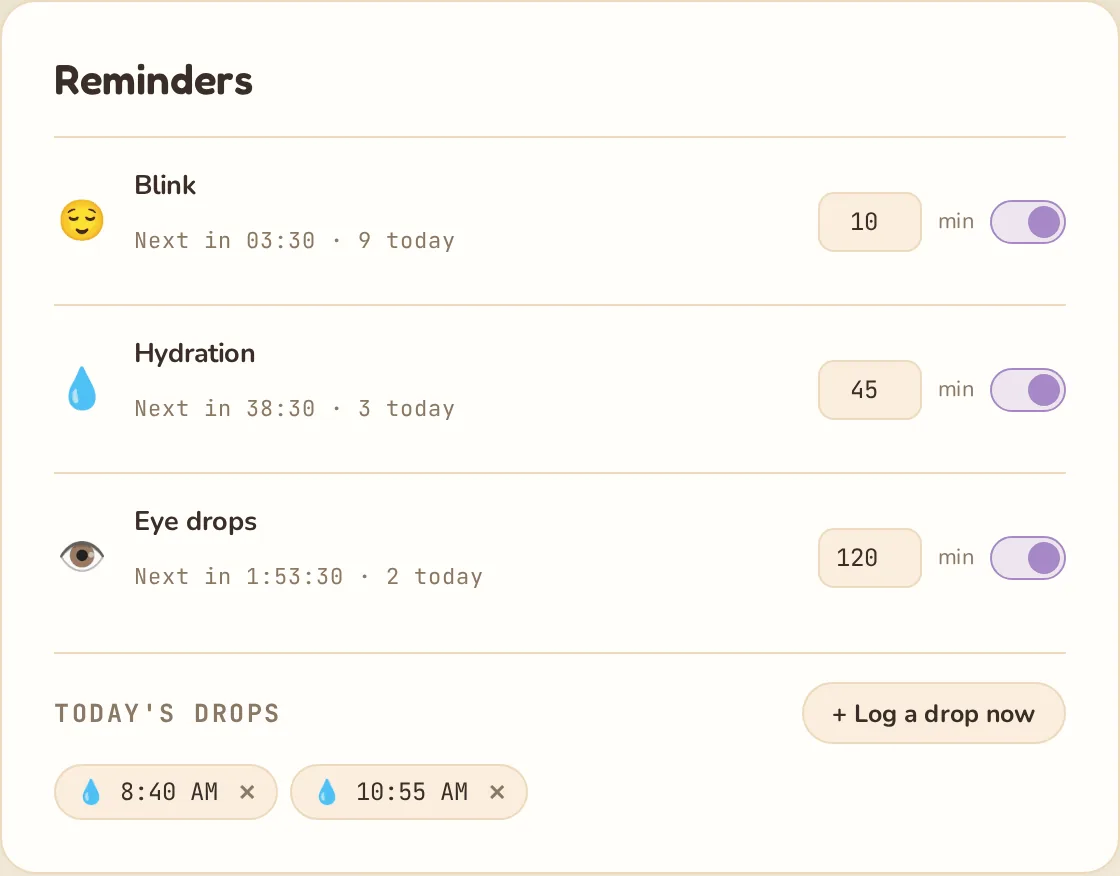 Reminders
Blink
Next in 03:30 · 9 today
10 min
Hydration
Next in 38:30 · 3 today
45 min
Eye drops
Next in 1:53:30 · 2 today
120 min
TODAY'S DROPS
+ Log a drop now
8:40 AM ×
10:55 AM ×